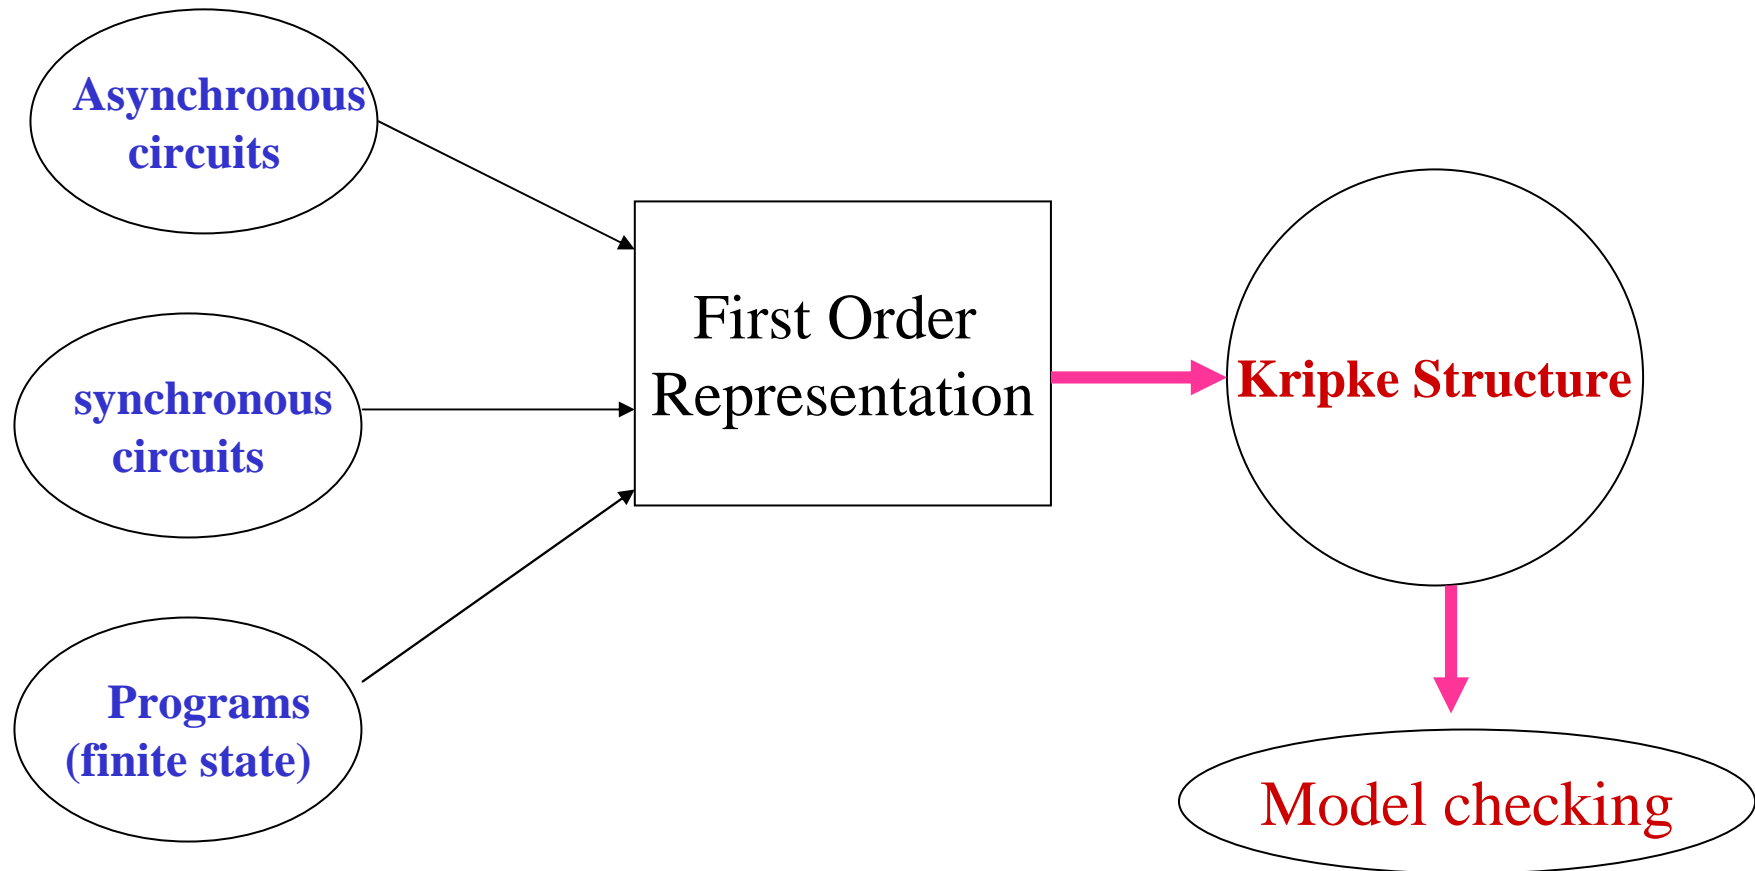 Asynchronous
circuits
synchronous
circuits
Programs
(finite state)
First Order
Representation
Kripke Structure
Model checking